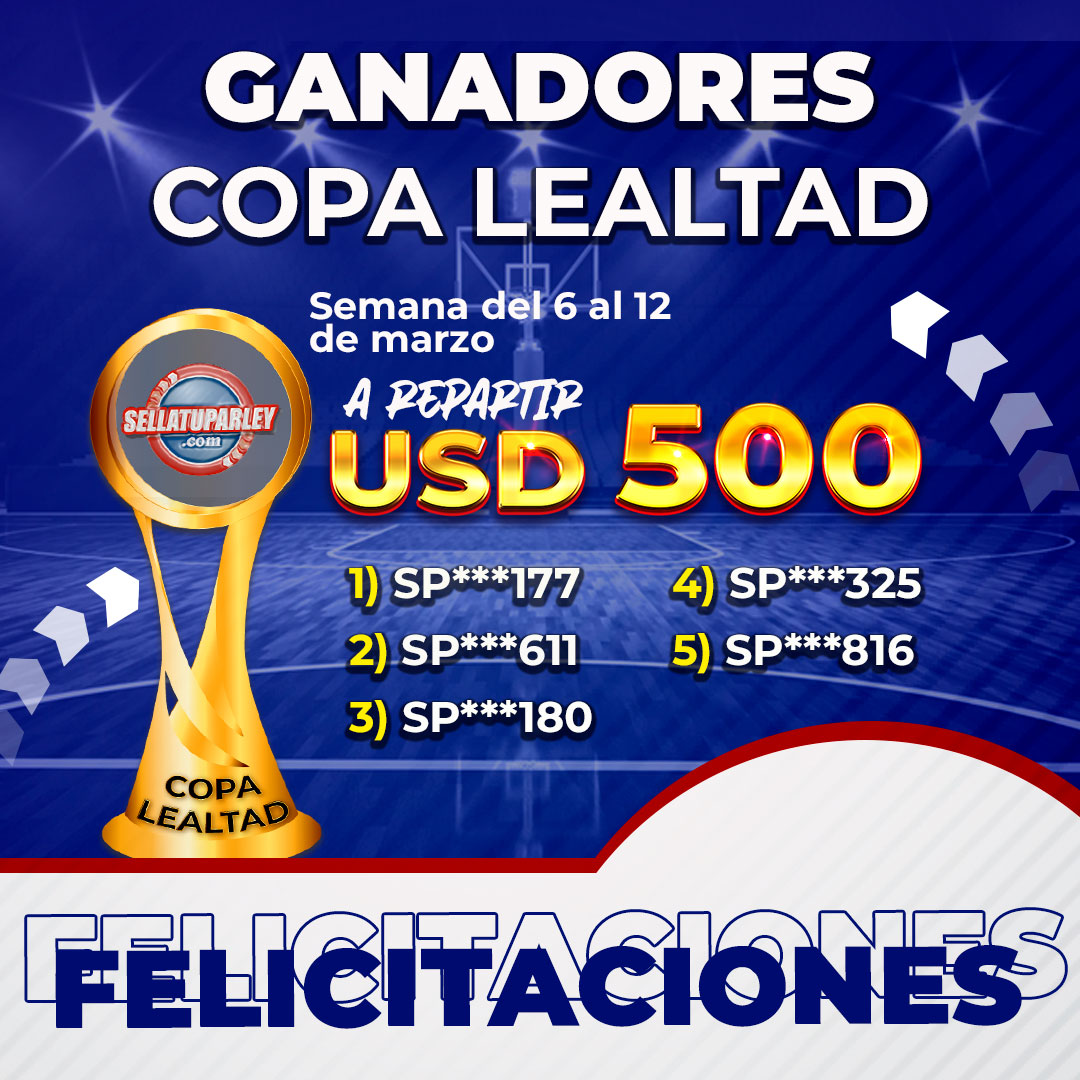 GANADORES
COPA LEALTAD
Semana del 6 al 12
de marzo
A REPARTIR
USD 500
SELLATUPARLEY
.com
1) SP***177
2) SP***611
3) SP***180
4) SP***325
5) SP***816
COPA
LEALTAD
FELICITACIONES
FELICITACIONES